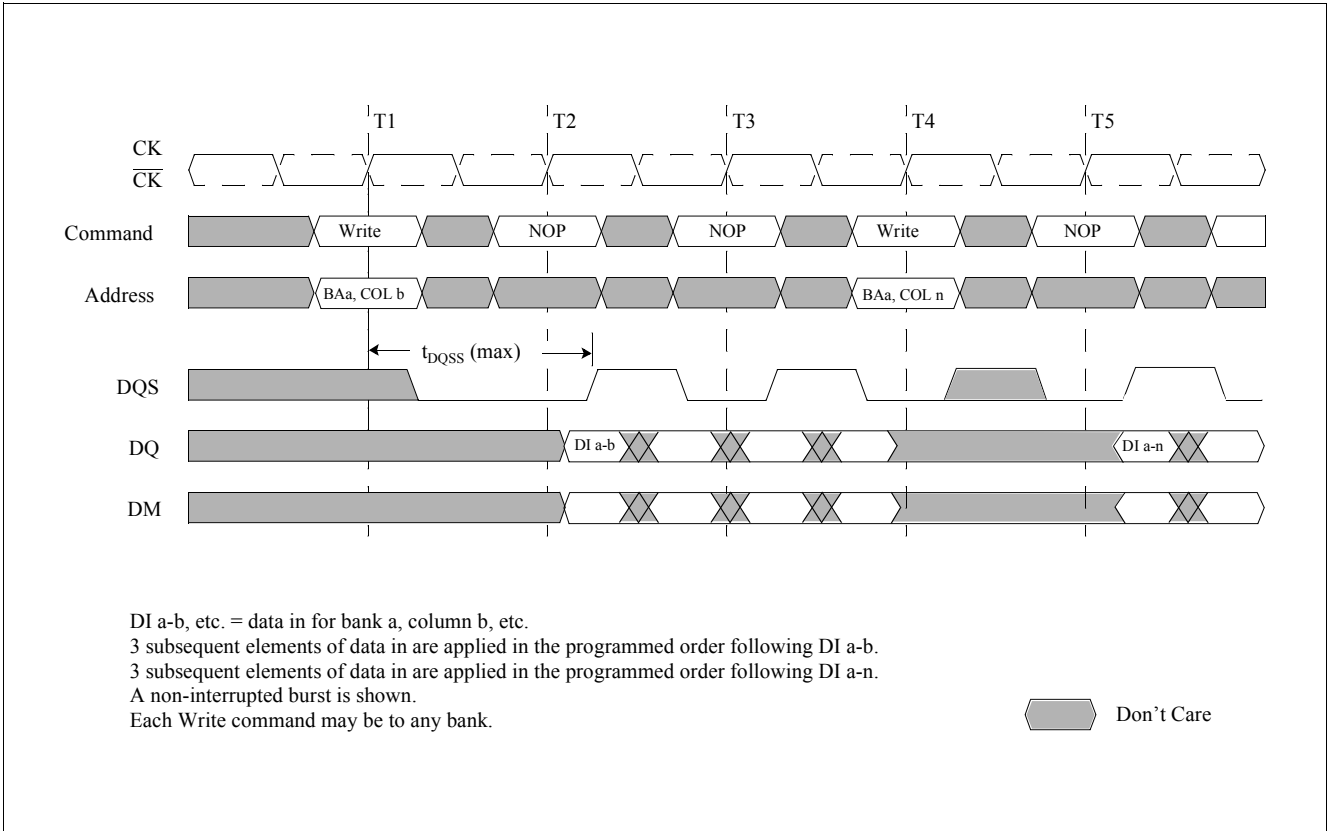 T1 T2 T3 T4 T5
CK
CK
Command Write NOP NOP Write NOP
Address BAa, COL b BAa, COL n
tDQSS (max)
DQS
DQ DI a-b DI a-n
DM
DI a-b, etc. = data in for bank a, column b, etc.
3 subsequent elements of data in are applied in the programmed order following DI a-b.
3 subsequent elements of data in are applied in the programmed order following DI a-n.
A non-interrupted burst is shown.
Each Write command may be to any bank.
Don't Care